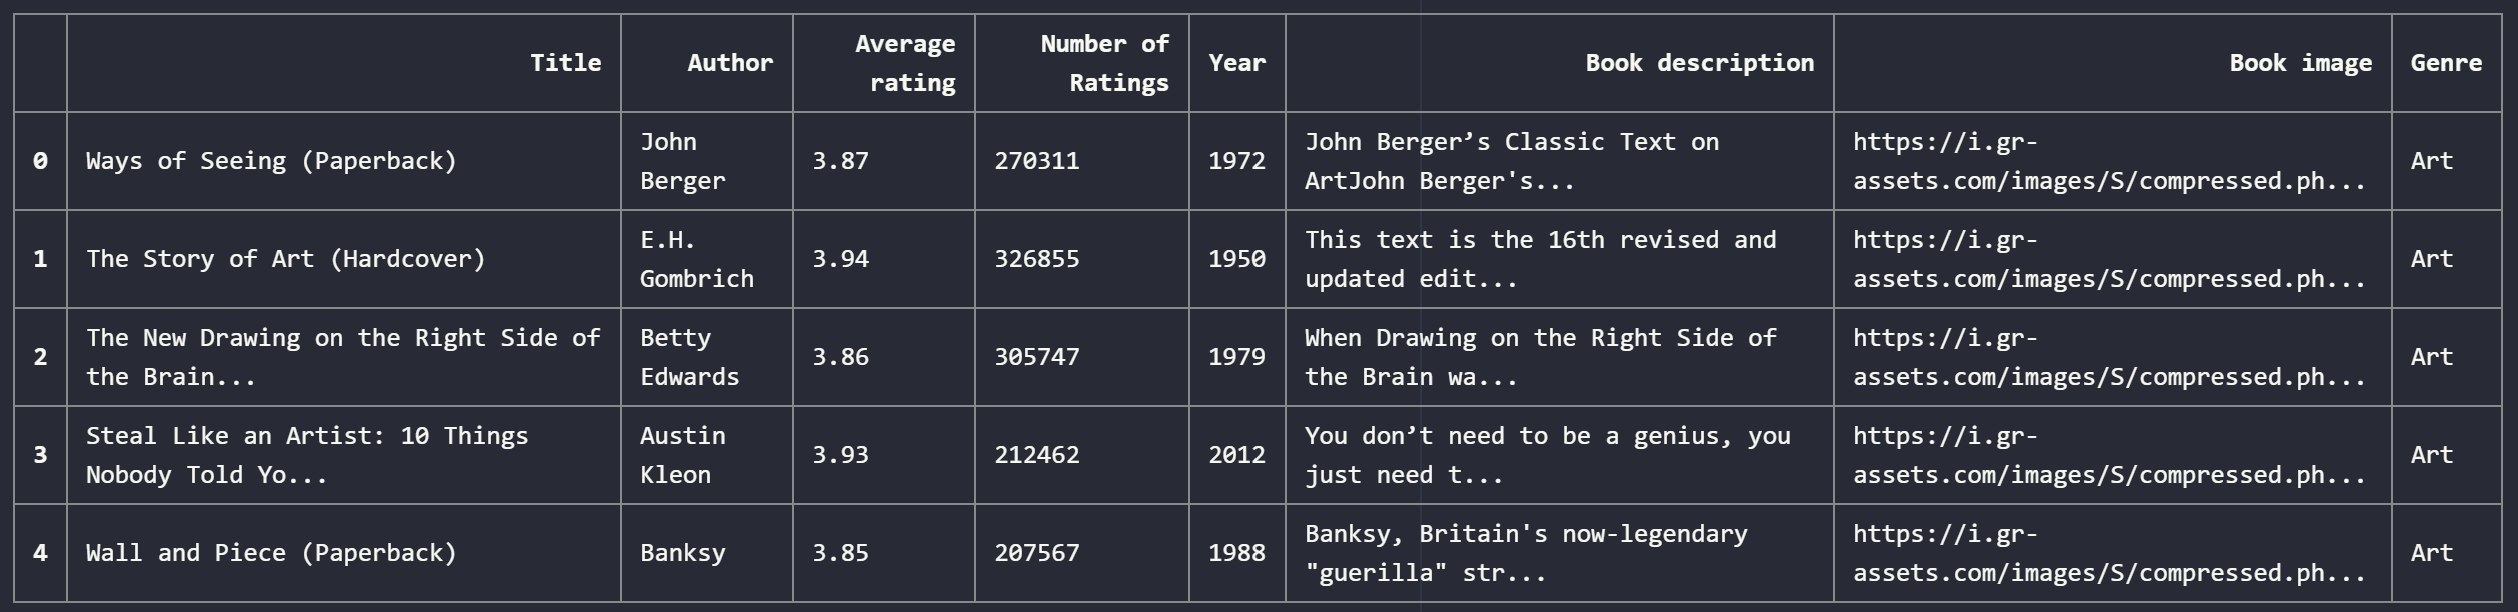 Title Author Average rating Number of Ratings Year Book description Book image Genre
0 Ways of Seeing (Paperback) John Berger 3.87 270311 1972 John Berger’s Classic Text on ArtJohn Berger's... https://i.gr-assets.com/images/S/compressed.ph... Art
1 The Story of Art (Hardcover) E.H. Gombrich 3.94 326855 1950 This text is the 16th revised and updated edit... https://i.gr-assets.com/images/S/compressed.ph... Art
2 The New Drawing on the Right Side of the Brain... Betty Edwards 3.86 305747 1979 When Drawing on the Right Side of the Brain wa... https://i.gr-assets.com/images/S/compressed.ph... Art
3 Steal Like an Artist: 10 Things Nobody Told Yo... Austin Kleon 3.93 212462 2012 You don’t need to be a genius, you just need t... https://i.gr-assets.com/images/S/compressed.ph... Art
4 Wall and Piece (Paperback) Banksy 3.85 207567 1988 Banksy, Britain's now-legendary "guerilla" str... https://i.gr-assets.com/images/S/compressed.ph... Art